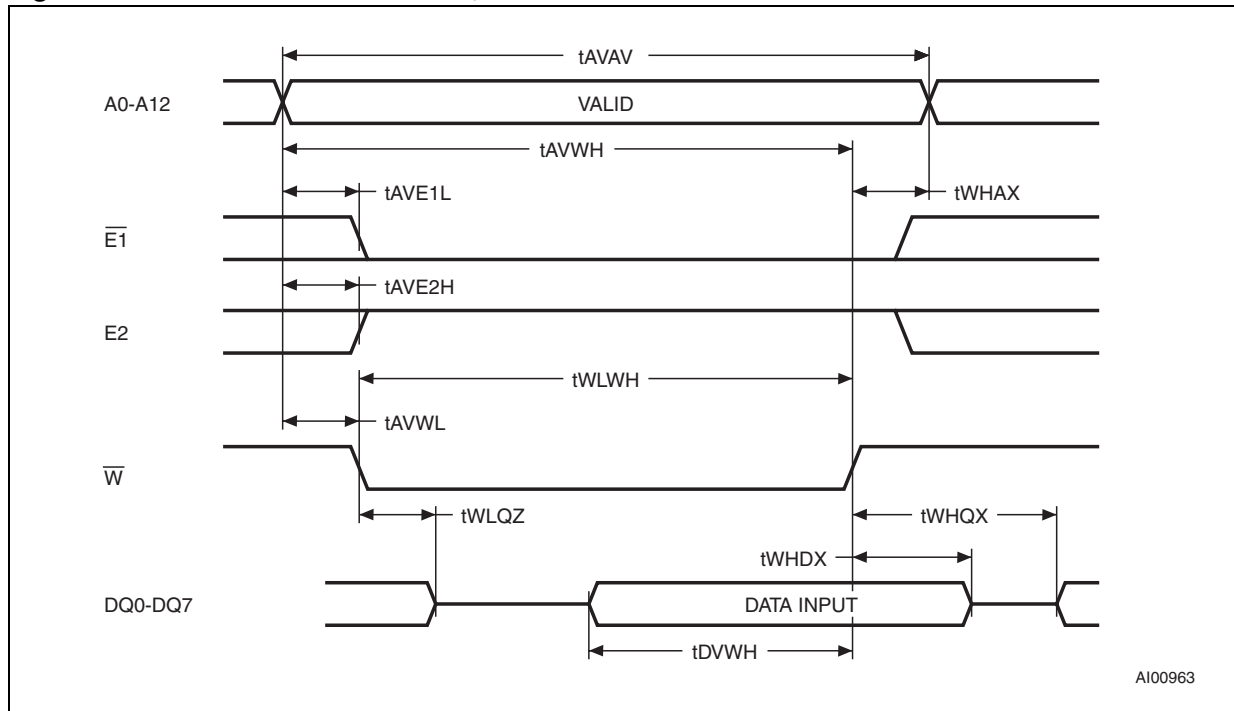 tAVAV
A0-A12
VALID
tAVWH
tAVE1L
tWHAX
E1
tAVE2H
E2
tWLWH
tAVWL
W
tWLQZ
tWHQX
tWHDX
DQ0-DQ7
DATA INPUT
tDVWH
AI00963